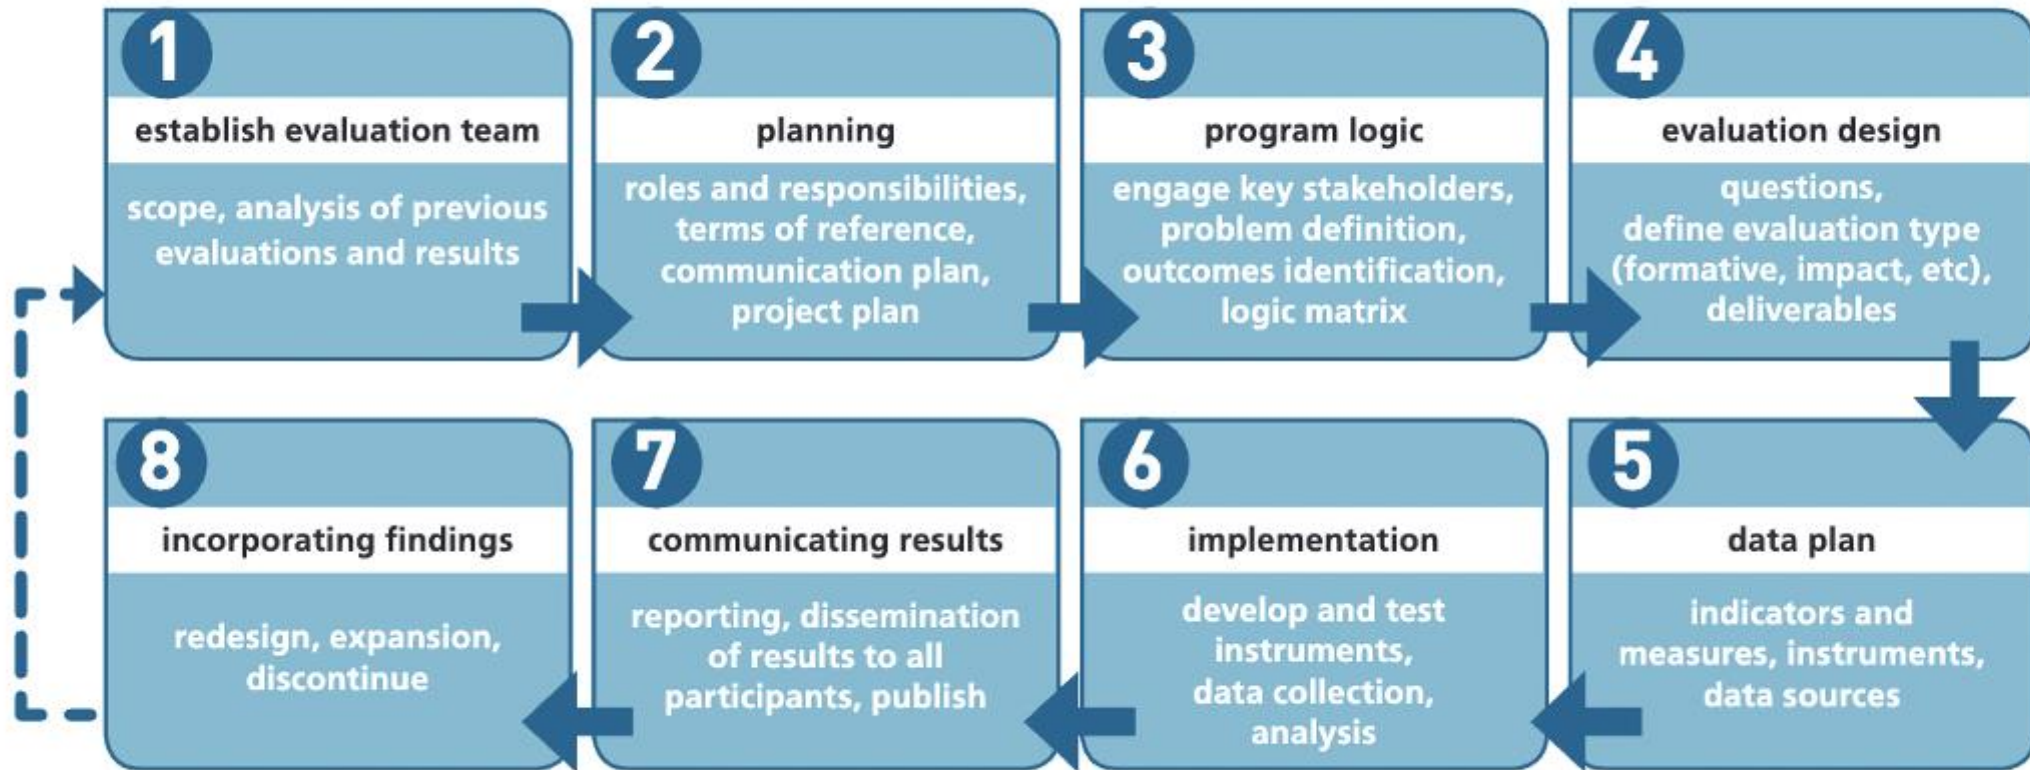 1
establish evaluation team
scope, analysis of previous
evaluations and results
2
planning
roles and responsibilities,
terms of reference,
communication plan,
project plan
3
program logic
engage key stakeholders,
problem definition,
outcomes identification,
logic matrix
4
evaluation design
questions,
define evaluation type
(formative, impact, etc),
deliverables
5
data plan
indicators and
measures, instruments,
data sources
6
implementation
develop and test
instruments,
data collection,
analysis
7
communicating results
reporting, dissemination
of results to all
participants, publish
8
incorporating findings
redesign, expansion,
discontinue